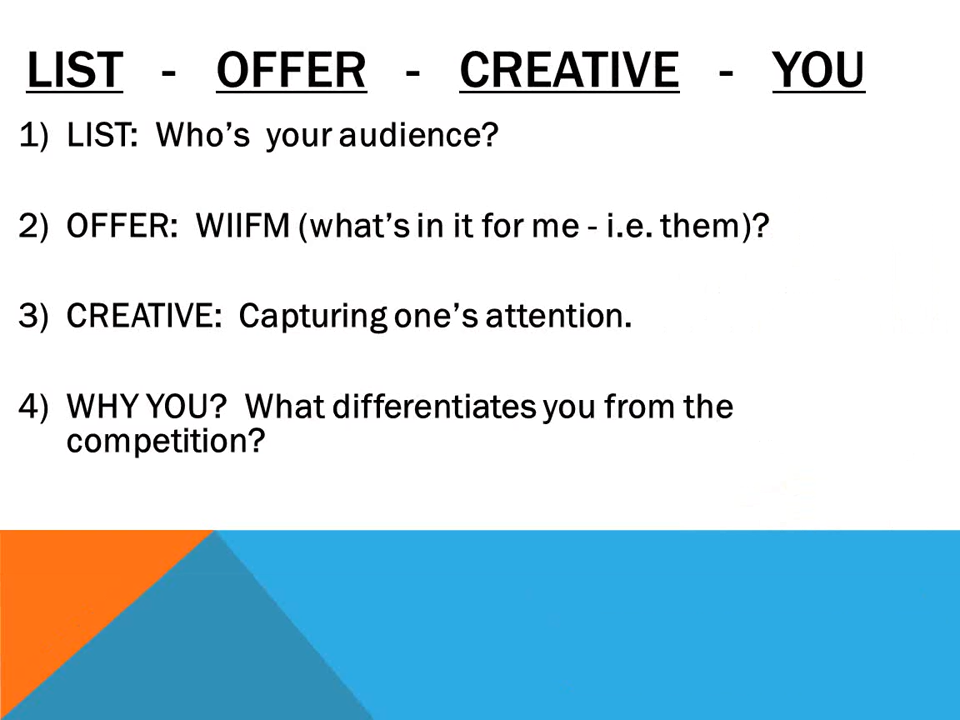 LIST - OFFER - CREATIVE - YOU
1) LIST: Who's your audience?
2) OFFER: WIIFM (what's in it for me - i.e. them)?
3) CREATIVE: Capturing one's attention.
4) WHY YOU? What differentiates you from the
competition?